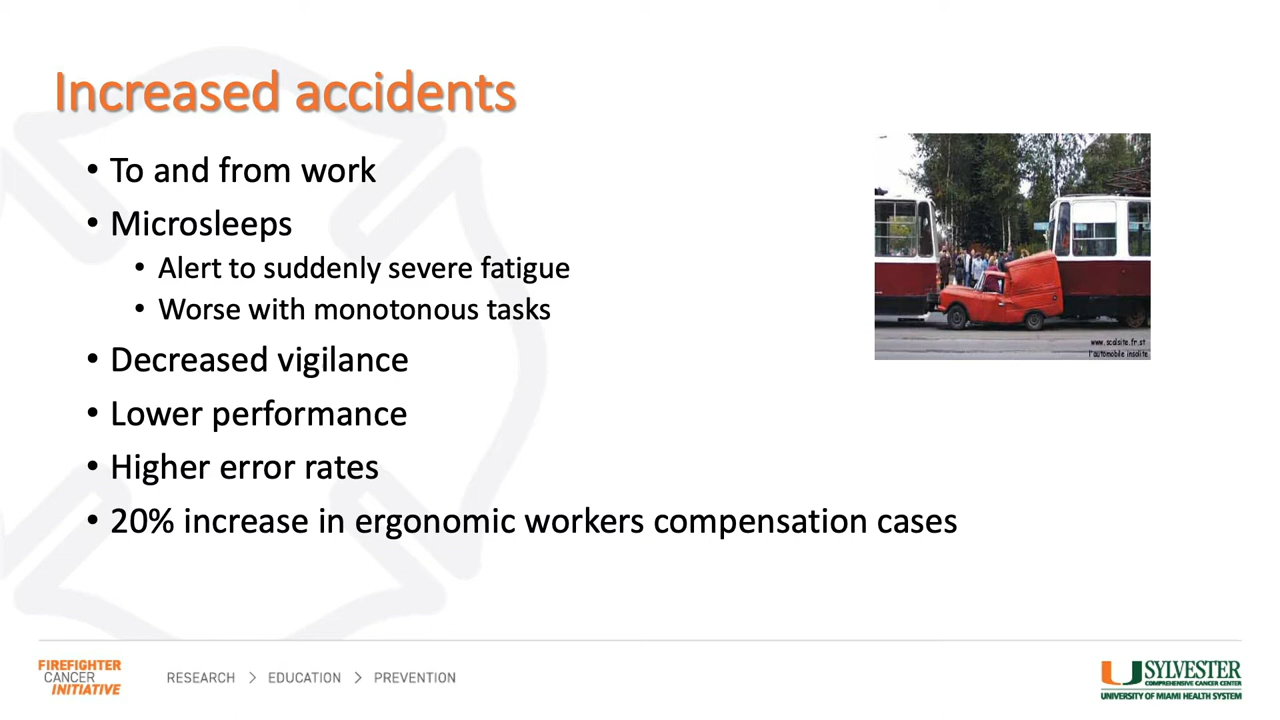 Increased accidents
• To and from work
• Microsleeps
• Alert to suddenly severe fatigue
• Worse with monotonous tasks
• Decreased vigilance
• Lower performance
• Higher error rates
• 20% increase in ergonomic workers compensation cases
www.scalsite.fr.st
l'automobile insolite
FIREFIGHTER
CANCER
INITIATIVE
RESEARCH > EDUCATION > PREVENTION
SYLVESTER
COMPREHENSIVE CANCER CENTER
UNIVERSITY OF MIAMI HEALTH SYSTEM